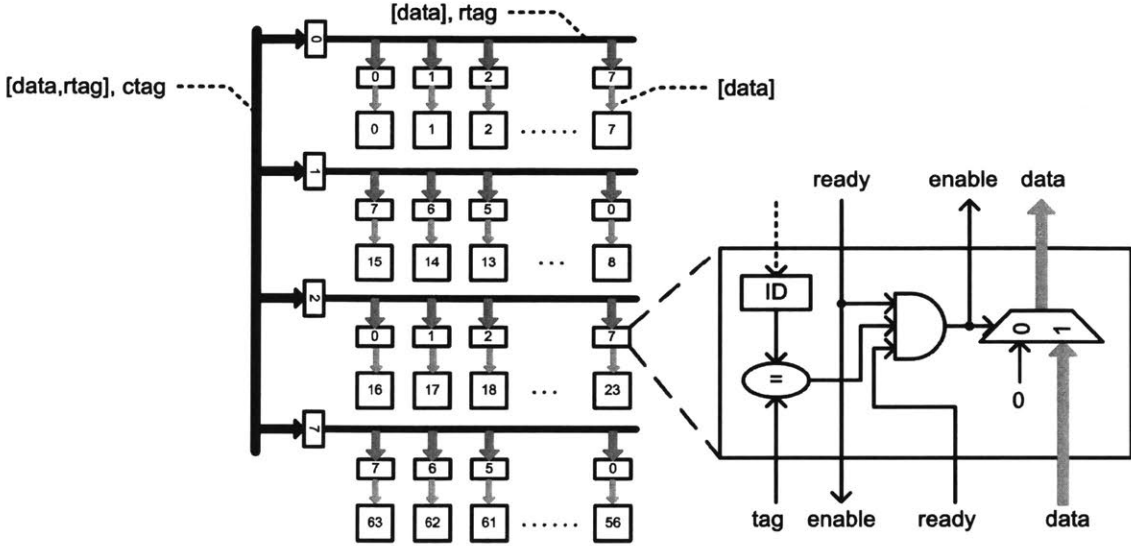 [data], rtag
0
[data,rtag], ctag
0 1 2 7
[data]
0 1 2 ...... 7
1
ready enable data
7 6 5 0
15 14 13 ... 8
ID
2
0 1 2 7
0 1
=
16 17 18 ... 23
0
7
7 6 5 0
63 62 61 ...... 56
tag enable ready data